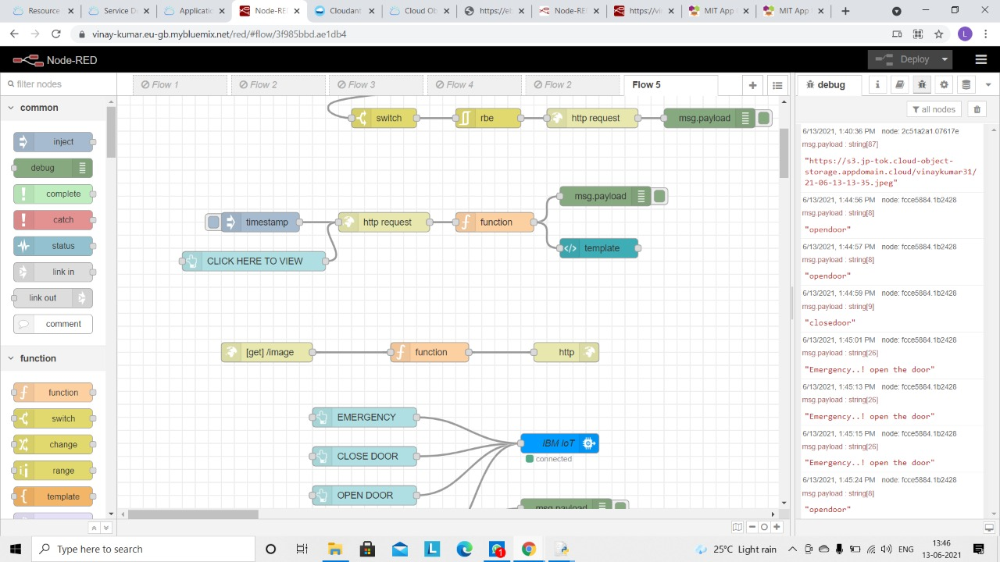 Resource
Service De
Applicatio
Node-RE
Cloudant
Cloud Ob
https://e
Node-RE
https://vi
MIT App
MIT App
vinay-kumar.eu-gb.mybluemix.net/red/#flow/3f985bbd.ae1db4
L
Node-RED
Deploy
filter nodes
Flow 1
Flow 2
Flow 3
Flow 4
Flow 2
Flow 5
debug
all nodes
common
inject
debug
complete
catch
status
link in
link out
comment
function
function
switch
change
range
template
switch
rbe
http request
msg.payload
msg.payload
timestamp
http request
function
template
CLICK HERE TO VIEW
[get] /image
function
http
EMERGENCY
IBM IoT
CLOSE DOOR
connected
OPEN DOOR
msg.payload
6/13/2021, 1:40:36 PM node: 2c51a2a1.07617e
msg.payload : string[87]
"https://s3.jp-tok.cloud-object-
storage.appdomain.cloud/vinaykumar31/
21-06-13-13-35.jpeg"
6/13/2021, 1:44:56 PM node: fcce5884.1b2428
msg.payload : string[8]
"opendoor"
6/13/2021, 1:44:57 PM node: fcce5884.1b2428
msg.payload : string[8]
"opendoor"
6/13/2021, 1:44:59 PM node: fcce5884.1b2428
msg.payload : string[9]
"closedoor"
6/13/2021, 1:45:01 PM node: fcce5884.1b2428
msg.payload : string[26]
"Emergency..! open the door"
6/13/2021, 1:45:13 PM node: fcce5884.1b2428
msg.payload : string[26]
"Emergency..! open the door"
6/13/2021, 1:45:15 PM node: fcce5884.1b2428
msg.payload : string[26]
"Emergency..! open the door"
6/13/2021, 1:45:24 PM node: fcce5884.1b2428
msg.payload : string[8]
"opendoor"
Type here to search
L
1
25°C Light rain
ENG
13:46
13-06-2021